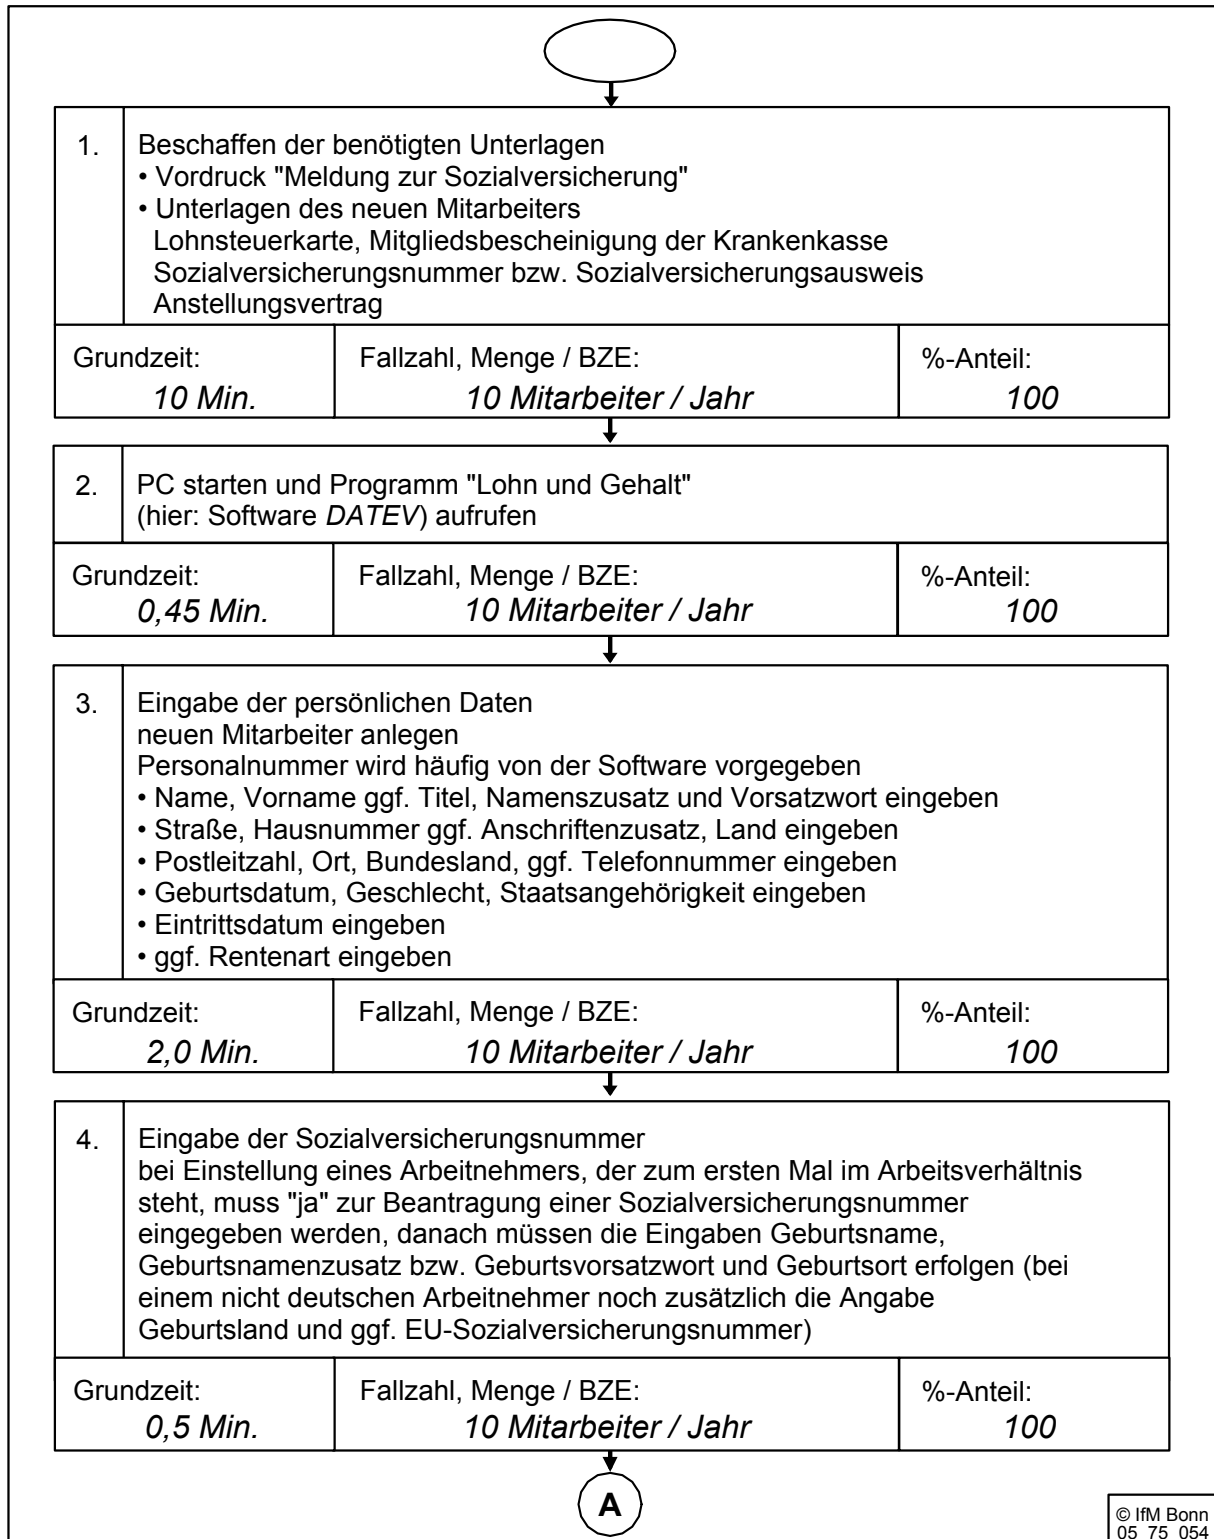 1. Beschaffen der benötigten Unterlagen
• Vordruck "Meldung zur Sozialversicherung"
• Unterlagen des neuen Mitarbeiters
Lohnsteuerkarte, Mitgliedsbescheinigung der Krankenkasse
Sozialversicherungsnummer bzw. Sozialversicherungsausweis
Anstellungsvertrag
Grundzeit: Fallzahl, Menge / BZE: %-Anteil:
10 Min. 10 Mitarbeiter / Jahr 100
2. PC starten und Programm "Lohn und Gehalt"
(hier: Software DATEV) aufrufen
Grundzeit: Fallzahl, Menge / BZE: %-Anteil:
0,45 Min. 10 Mitarbeiter / Jahr 100
3. Eingabe der persönlichen Daten
neuen Mitarbeiter anlegen
Personalnummer wird häufig von der Software vorgegeben
• Name, Vorname ggf. Titel, Namenszusatz und Vorsatzwort eingeben
• Straße, Hausnummer ggf. Anschriftenzusatz, Land eingeben
• Postleitzahl, Ort, Bundesland, ggf. Telefonnummer eingeben
• Geburtsdatum, Geschlecht, Staatsangehörigkeit eingeben
• Eintrittsdatum eingeben
• ggf. Rentenart eingeben
Grundzeit: Fallzahl, Menge / BZE: %-Anteil:
2,0 Min. 10 Mitarbeiter / Jahr 100
4. Eingabe der Sozialversicherungsnummer
bei Einstellung eines Arbeitnehmers, der zum ersten Mal im Arbeitsverhältnis
steht, muss "ja" zur Beantragung einer Sozialversicherungsnummer
eingegeben werden, danach müssen die Eingaben Geburtsname,
Geburtsnamenzusatz bzw. Geburtsvorsatzwort und Geburtsort erfolgen (bei
einem nicht deutschen Arbeitnehmer noch zusätzlich die Angabe
Geburtsland und ggf. EU-Sozialversicherungsnummer)
Grundzeit: Fallzahl, Menge / BZE: %-Anteil:
0,5 Min. 10 Mitarbeiter / Jahr 100
A
© IfM Bonn
05_75_054